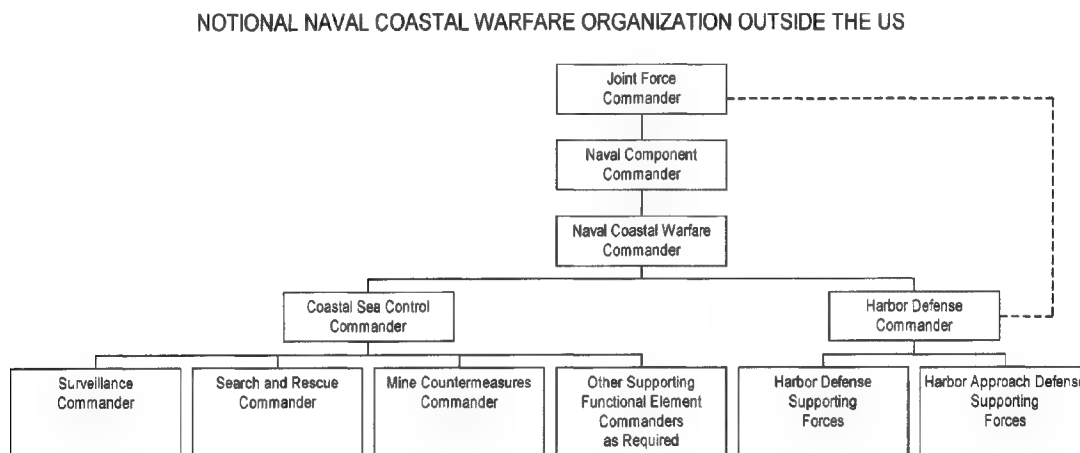 NOTIONAL NAVAL COASTAL WARFARE ORGANIZATION OUTSIDE THE US
Joint Force
Commander
Naval Component
Commander
Naval Coastal Warfare
Commander
Coastal Sea Control
Commander
Harbor Defense
Commander
Surveillance
Commander
Search and Rescue
Commander
Mine Countermeasures
Commander
Other Supporting
Functional Element
Commanders
as Required
Harbor Defense
Supporting
Forces
Harbor Approach Defense
Supporting
Forces